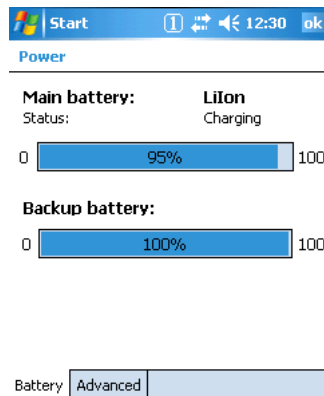 Start 1 12:30 ok
Power
Main battery: LiIon
Status: Charging
0 95% 100
Backup battery:
0 100% 100
Battery Advanced